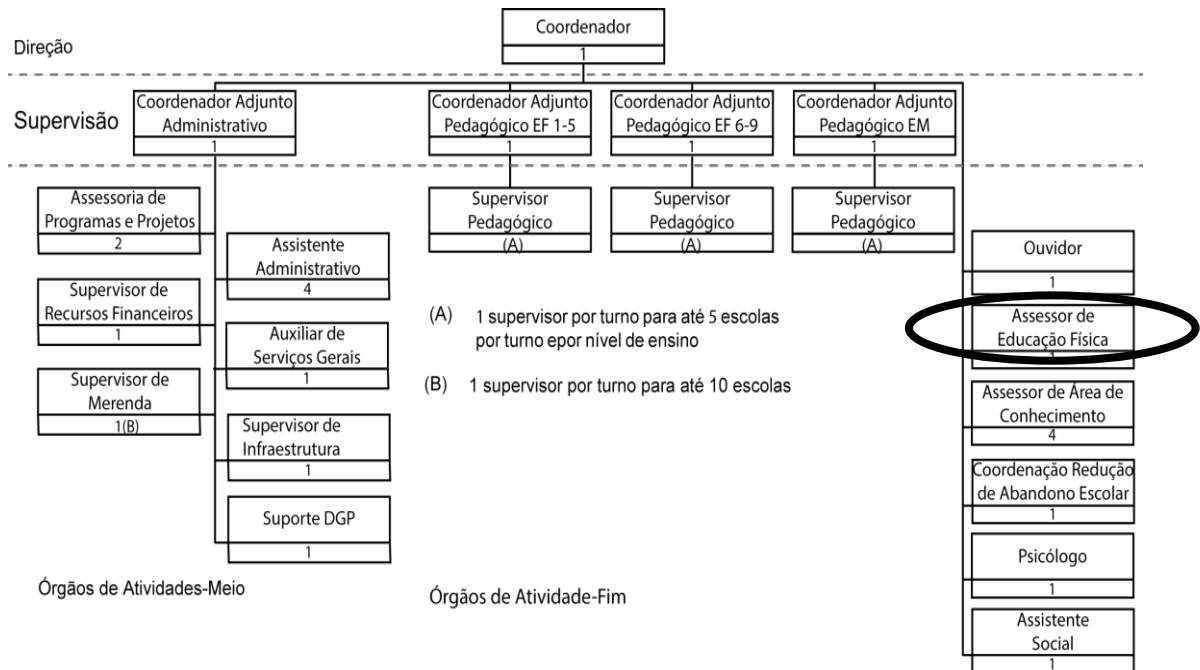 Coordenador
1
Direção
Supervisão
Coordenador Adjunto
Administrativo
1
Coordenador Adjunto
Pedagógico EF 1-5
1
Coordenador Adjunto
Pedagógico EF 6-9
1
Coordenador Adjunto
Pedagógico EM
1
Assessoria de
Programas e Projetos
2
Supervisor de
Recursos Financeiros
1
Supervisor de
Merenda
1(B)
Assistente
Administrativo
4
Auxiliar de
Serviços Gerais
1
Supervisor de
Infraestrutura
1
Suporte DGP
1
Supervisor
Pedagógico
(A)
Supervisor
Pedagógico
(A)
Supervisor
Pedagógico
(A)
(A) 1 supervisor por turno para até 5 escolas
por turno epor nível de ensino
(B) 1 supervisor por turno para até 10 escolas
Ouvidor
1
Assessor de
Educação Física
1
Assessor de Área de
Conhecimento
4
Coordenação Redução
de Abandono Escolar
1
Psicólogo
1
Assistente
Social
1
Órgãos de Atividades-Meio
Órgãos de Atividade-Fim